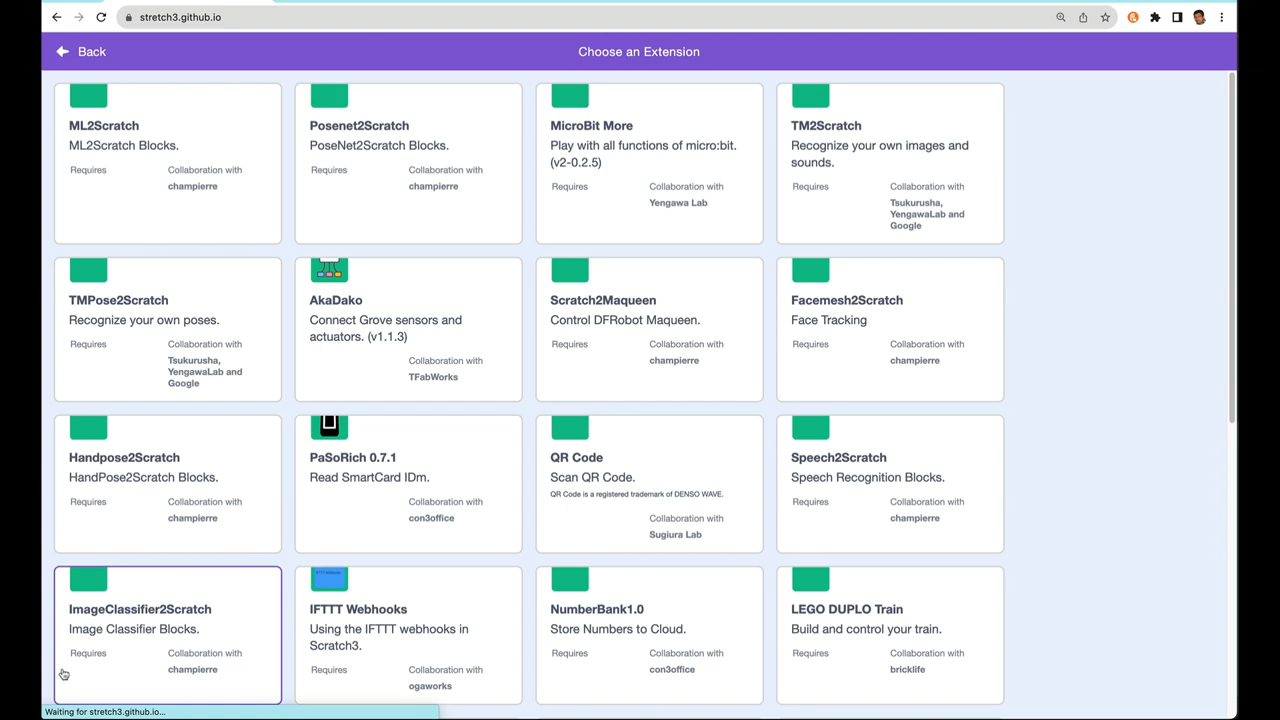 stretch3.github.io
Back
Choose an Extension
ML2Scratch
ML2Scratch Blocks.
Requires
Collaboration with
champierre
Posenet2Scratch
PoseNet2Scratch Blocks.
Requires
Collaboration with
champierre
MicroBit More
Play with all functions of micro:bit.
(v2-0.2.5)
Requires
Collaboration with
Yengawa Lab
TM2Scratch
Recognize your own images and
sounds.
Requires
Collaboration with
Tsukurusha,
YengawaLab and
Google
TMPose2Scratch
Recognize your own poses.
Requires
Collaboration with
Tsukurusha,
YengawaLab and
Google
AkaDako
Connect Grove sensors and
actuators. (v1.1.3)
Collaboration with
TFabWorks
Scratch2Maqueen
Control DFRobot Maqueen.
Requires
Collaboration with
champierre
Facemesh2Scratch
Face Tracking
Requires
Collaboration with
champierre
Handpose2Scratch
HandPose2Scratch Blocks.
Requires
Collaboration with
champierre
PaSoRich 0.7.1
Read SmartCard IDm.
Collaboration with
con3office
QR Code
Scan QR Code.
QR Code is a registered trademark of DENSO WAVE.
Collaboration with
Sugiura Lab
Speech2Scratch
Speech Recognition Blocks.
Requires
Collaboration with
champierre
ImageClassifier2Scratch
Image Classifier Blocks.
Requires
Collaboration with
champierre
IFTTT Webhooks
Using the IFTTT webhooks in
Scratch3.
Requires
Collaboration with
ogaworks
NumberBank1.0
Store Numbers to Cloud.
Requires
Collaboration with
con3office
LEGO DUPLO Train
Build and control your train.
Requires
Collaboration with
bricklife
Waiting for stretch3.github.io...